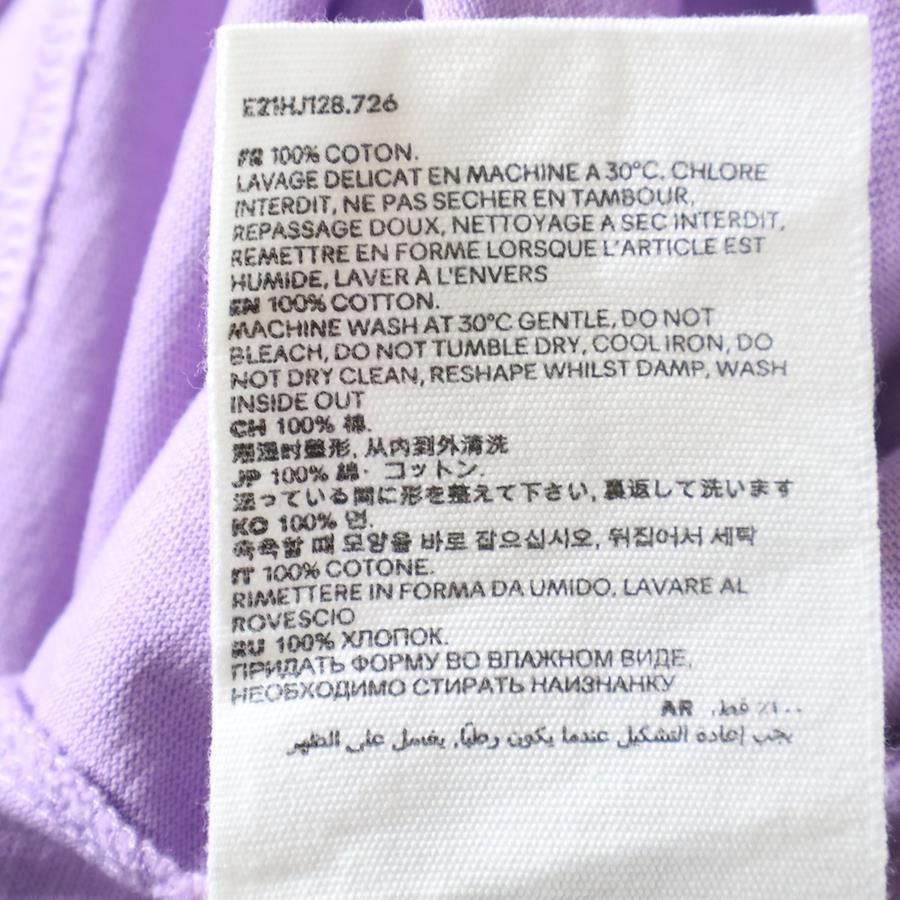 E21HJ128.726
FR 100% COTON.
LAVAGE DELICAT EN MACHINE A 30°C. CHLORE
INTERDIT, NE PAS SECHER EN TAMBOUR,
REPASSAGE DOUX, NETTOYAGE A SEC INTERDIT,
REMETTRE EN FORME LORSQUE L'ARTICLE EST
HUMIDE, LAVER À L'ENVERS
EN 100% COTTON.
MACHINE WASH AT 30°C GENTLE, DO NOT
BLEACH, DO NOT TUMBLE DRY, COOL IRON, DO
NOT DRY CLEAN, RESHAPE WHILST DAMP, WASH
INSIDE OUT
CH 100% 棉.
潮湿时整形, 从内到外清洗
JP 100% 綿· コットン.
湿っている間に形を整えて下さい, 裏返して洗います
KO 100% 면.
축축할 때 모양을 바로 잡으십시오, 뒤집어서 세탁
IT 100% COTONE.
RIMETTERE IN FORMA DA UMIDO, LAVARE AL
ROVESCIO
RU 100% ХЛОПОК.
ПРИДАТЬ ФОРМУ ВО ВЛАЖНОМ ВИДЕ,
НЕОБХОДИМО СТИРАТЬ НАИЗНАНКУ
AR ١٠٠٪ قطن.
يجب إعادة التشكيل عندما يكون رطبًا, يغسل على الظهر